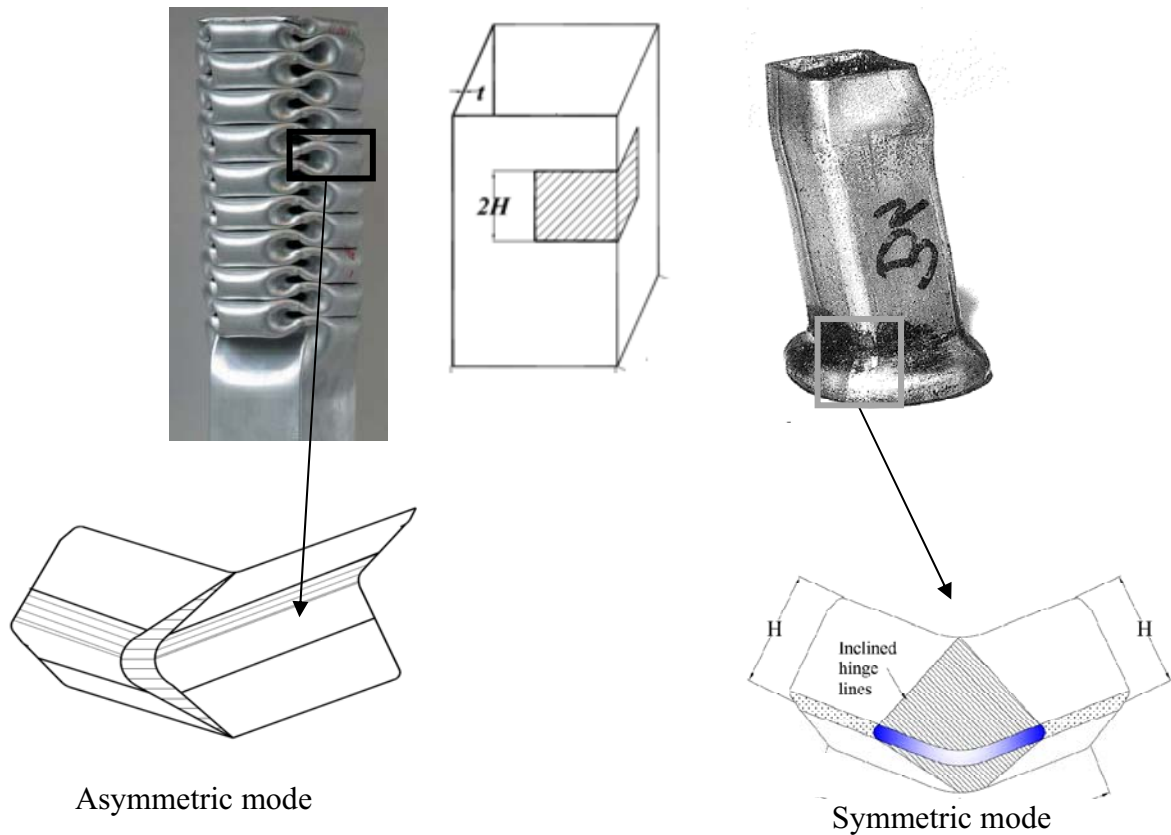 t
2H
H
H
Inclined
hinge
lines
Asymmetric mode
Symmetric mode